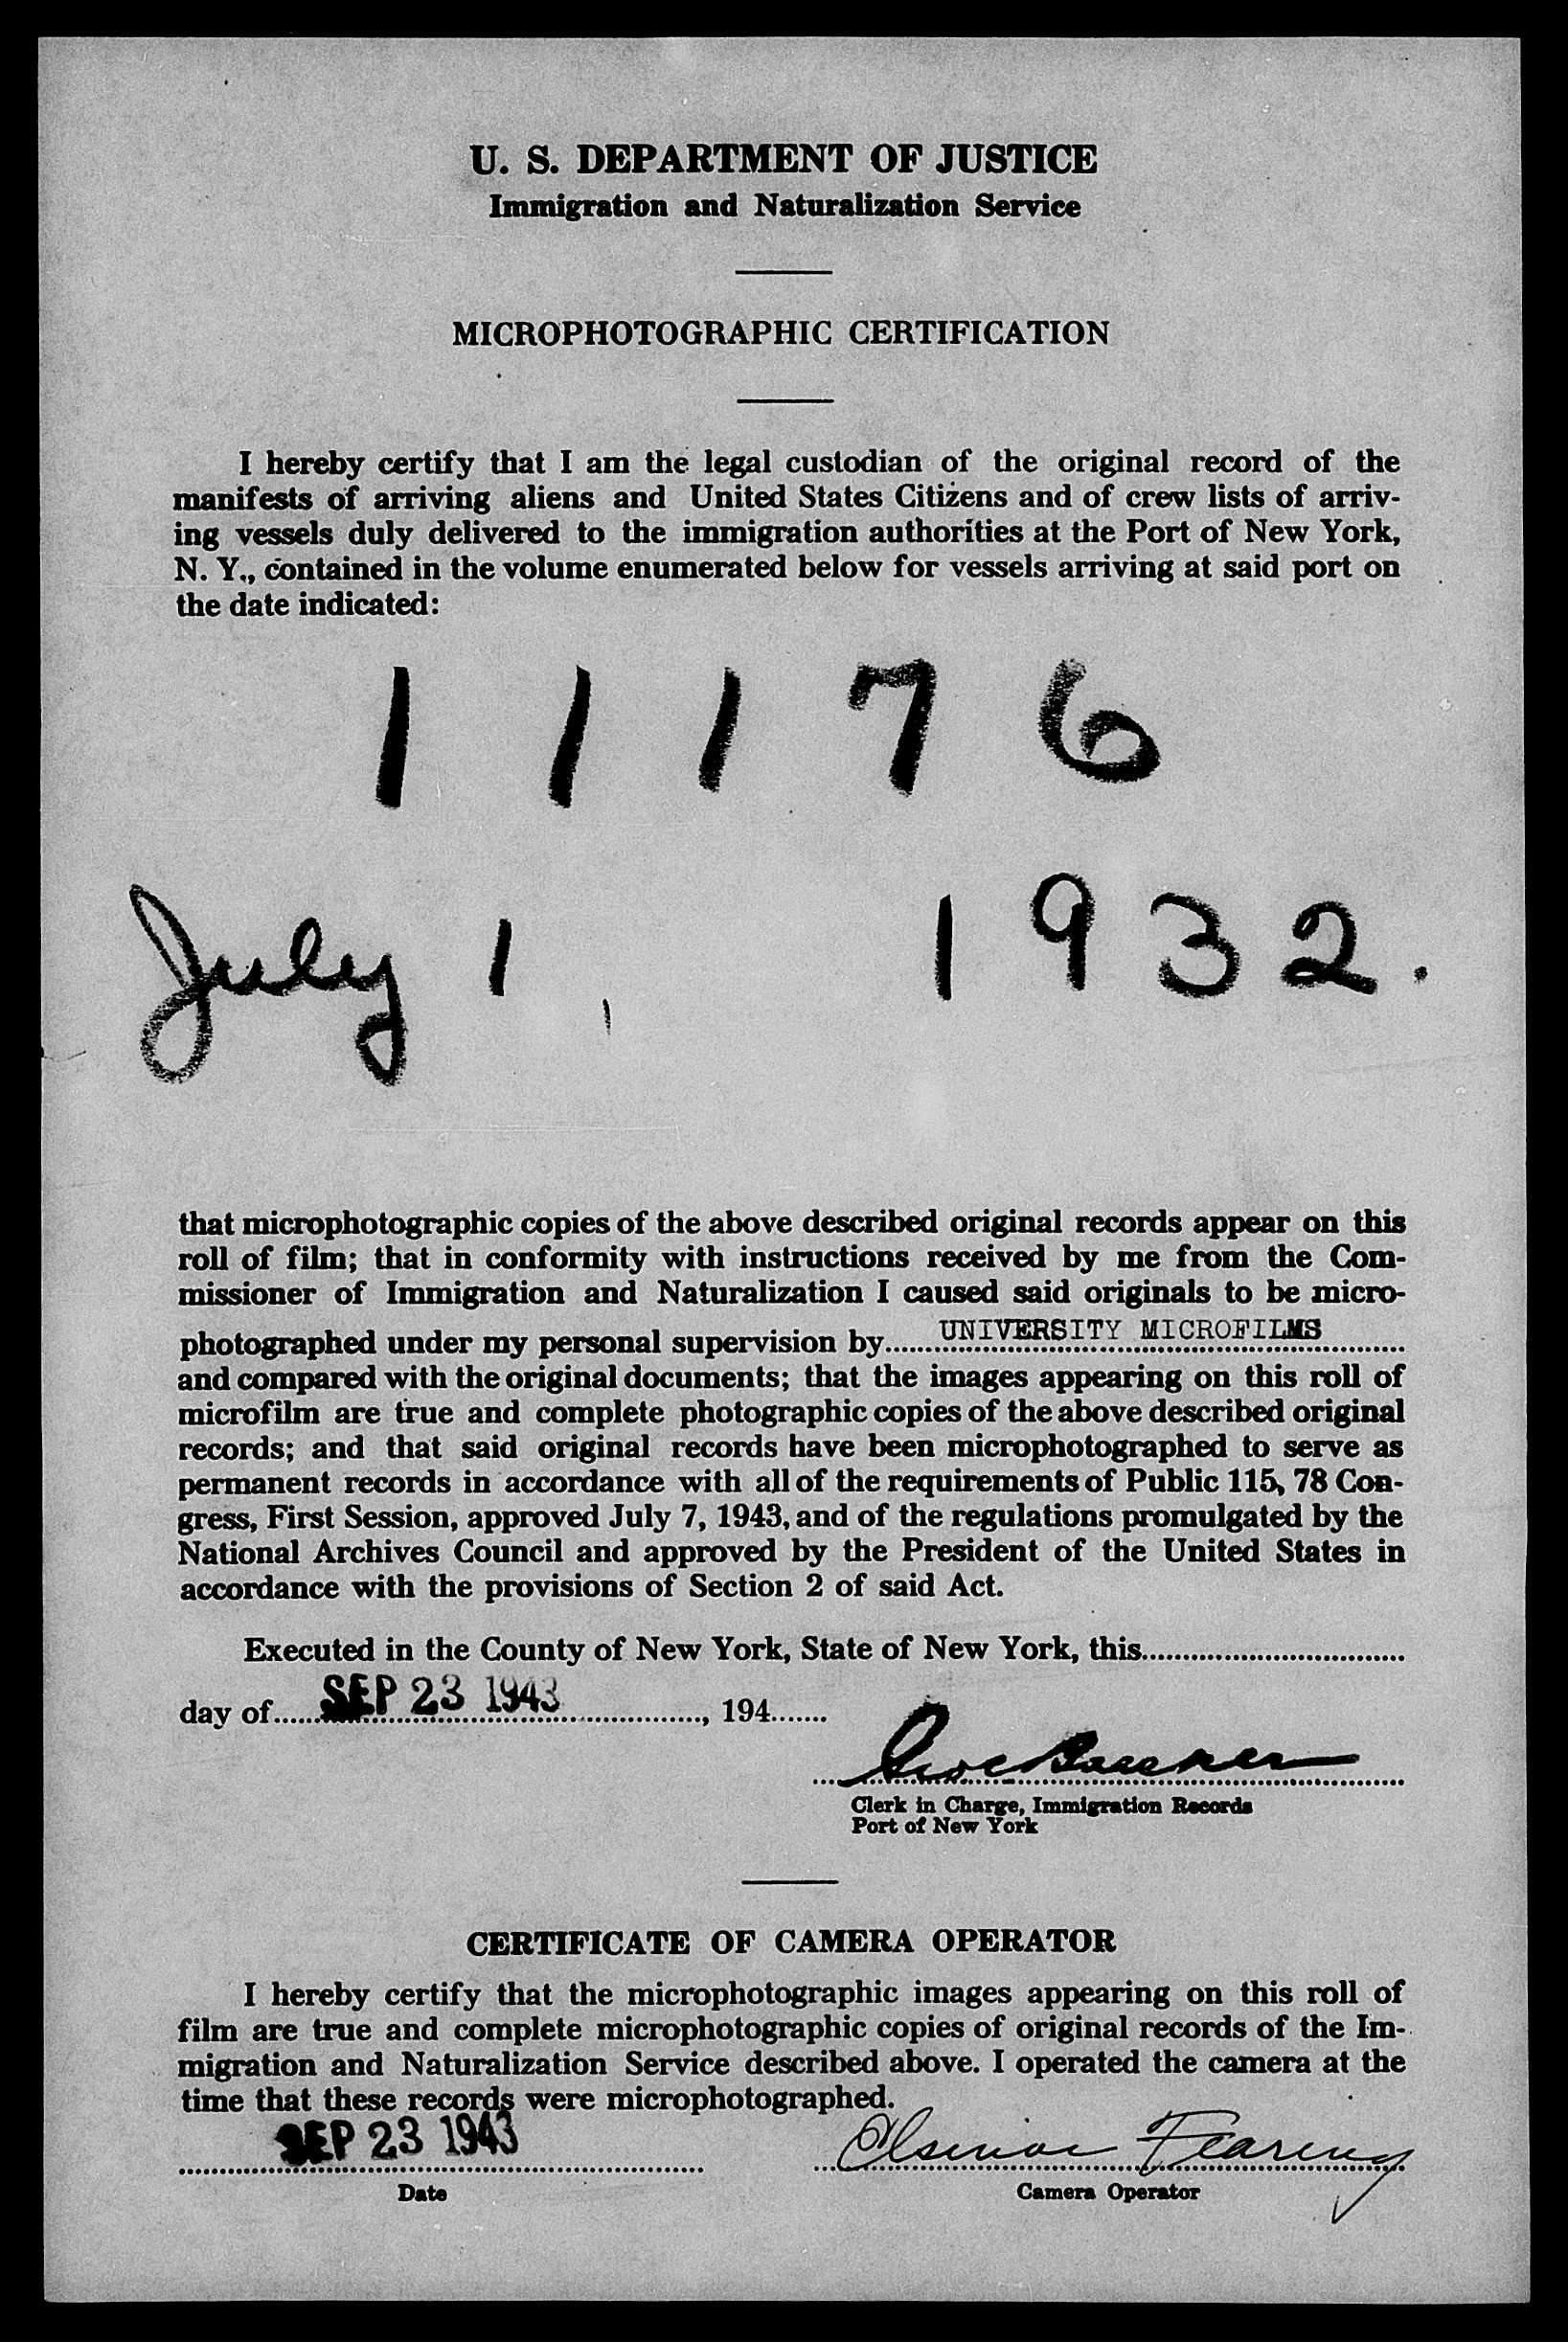 U. S. DEPARTMENT OF JUSTICE
Immigration and Naturalization Service
MICROPHOTOGRAPHIC CERTIFICATION
I hereby certify that I am the legal custodian of the original record of the
manifests of arriving aliens and United States Citizens and of crew lists of arriv-
ing vessels duly delivered to the immigration authorities at the Port of New York,
N. Y., contained in the volume enumerated below for vessels arriving at said port on
the date indicated:
11176
July 1, 1932.
that microphotographic copies of the above described original records appear on this
roll of film; that in conformity with instructions received by me from the Com-
missioner of Immigration and Naturalization I caused said originals to be micro-
photographed under my personal supervision by UNIVERSITY MICROFILMS
and compared with the original documents; that the images appearing on this roll of
microfilm are true and complete photographic copies of the above described original
records; and that said original records have been microphotographed to serve as
permanent records in accordance with all of the requirements of Public 115, 78 Con-
gress, First Session, approved July 7, 1943, and of the regulations promulgated by the
National Archives Council and approved by the President of the United States in
accordance with the provisions of Section 2 of said Act.
Executed in the County of New York, State of New York, this
day of SEP 23 1943, 194
Clerk in Charge, Immigration Records
Port of New York
CERTIFICATE OF CAMERA OPERATOR
I hereby certify that the microphotographic images appearing on this roll of
film are true and complete microphotographic copies of original records of the Im-
migration and Naturalization Service described above. I operated the camera at the
time that these records were microphotographed.
SEP 23 1943 Fearing
Date Camera Operator